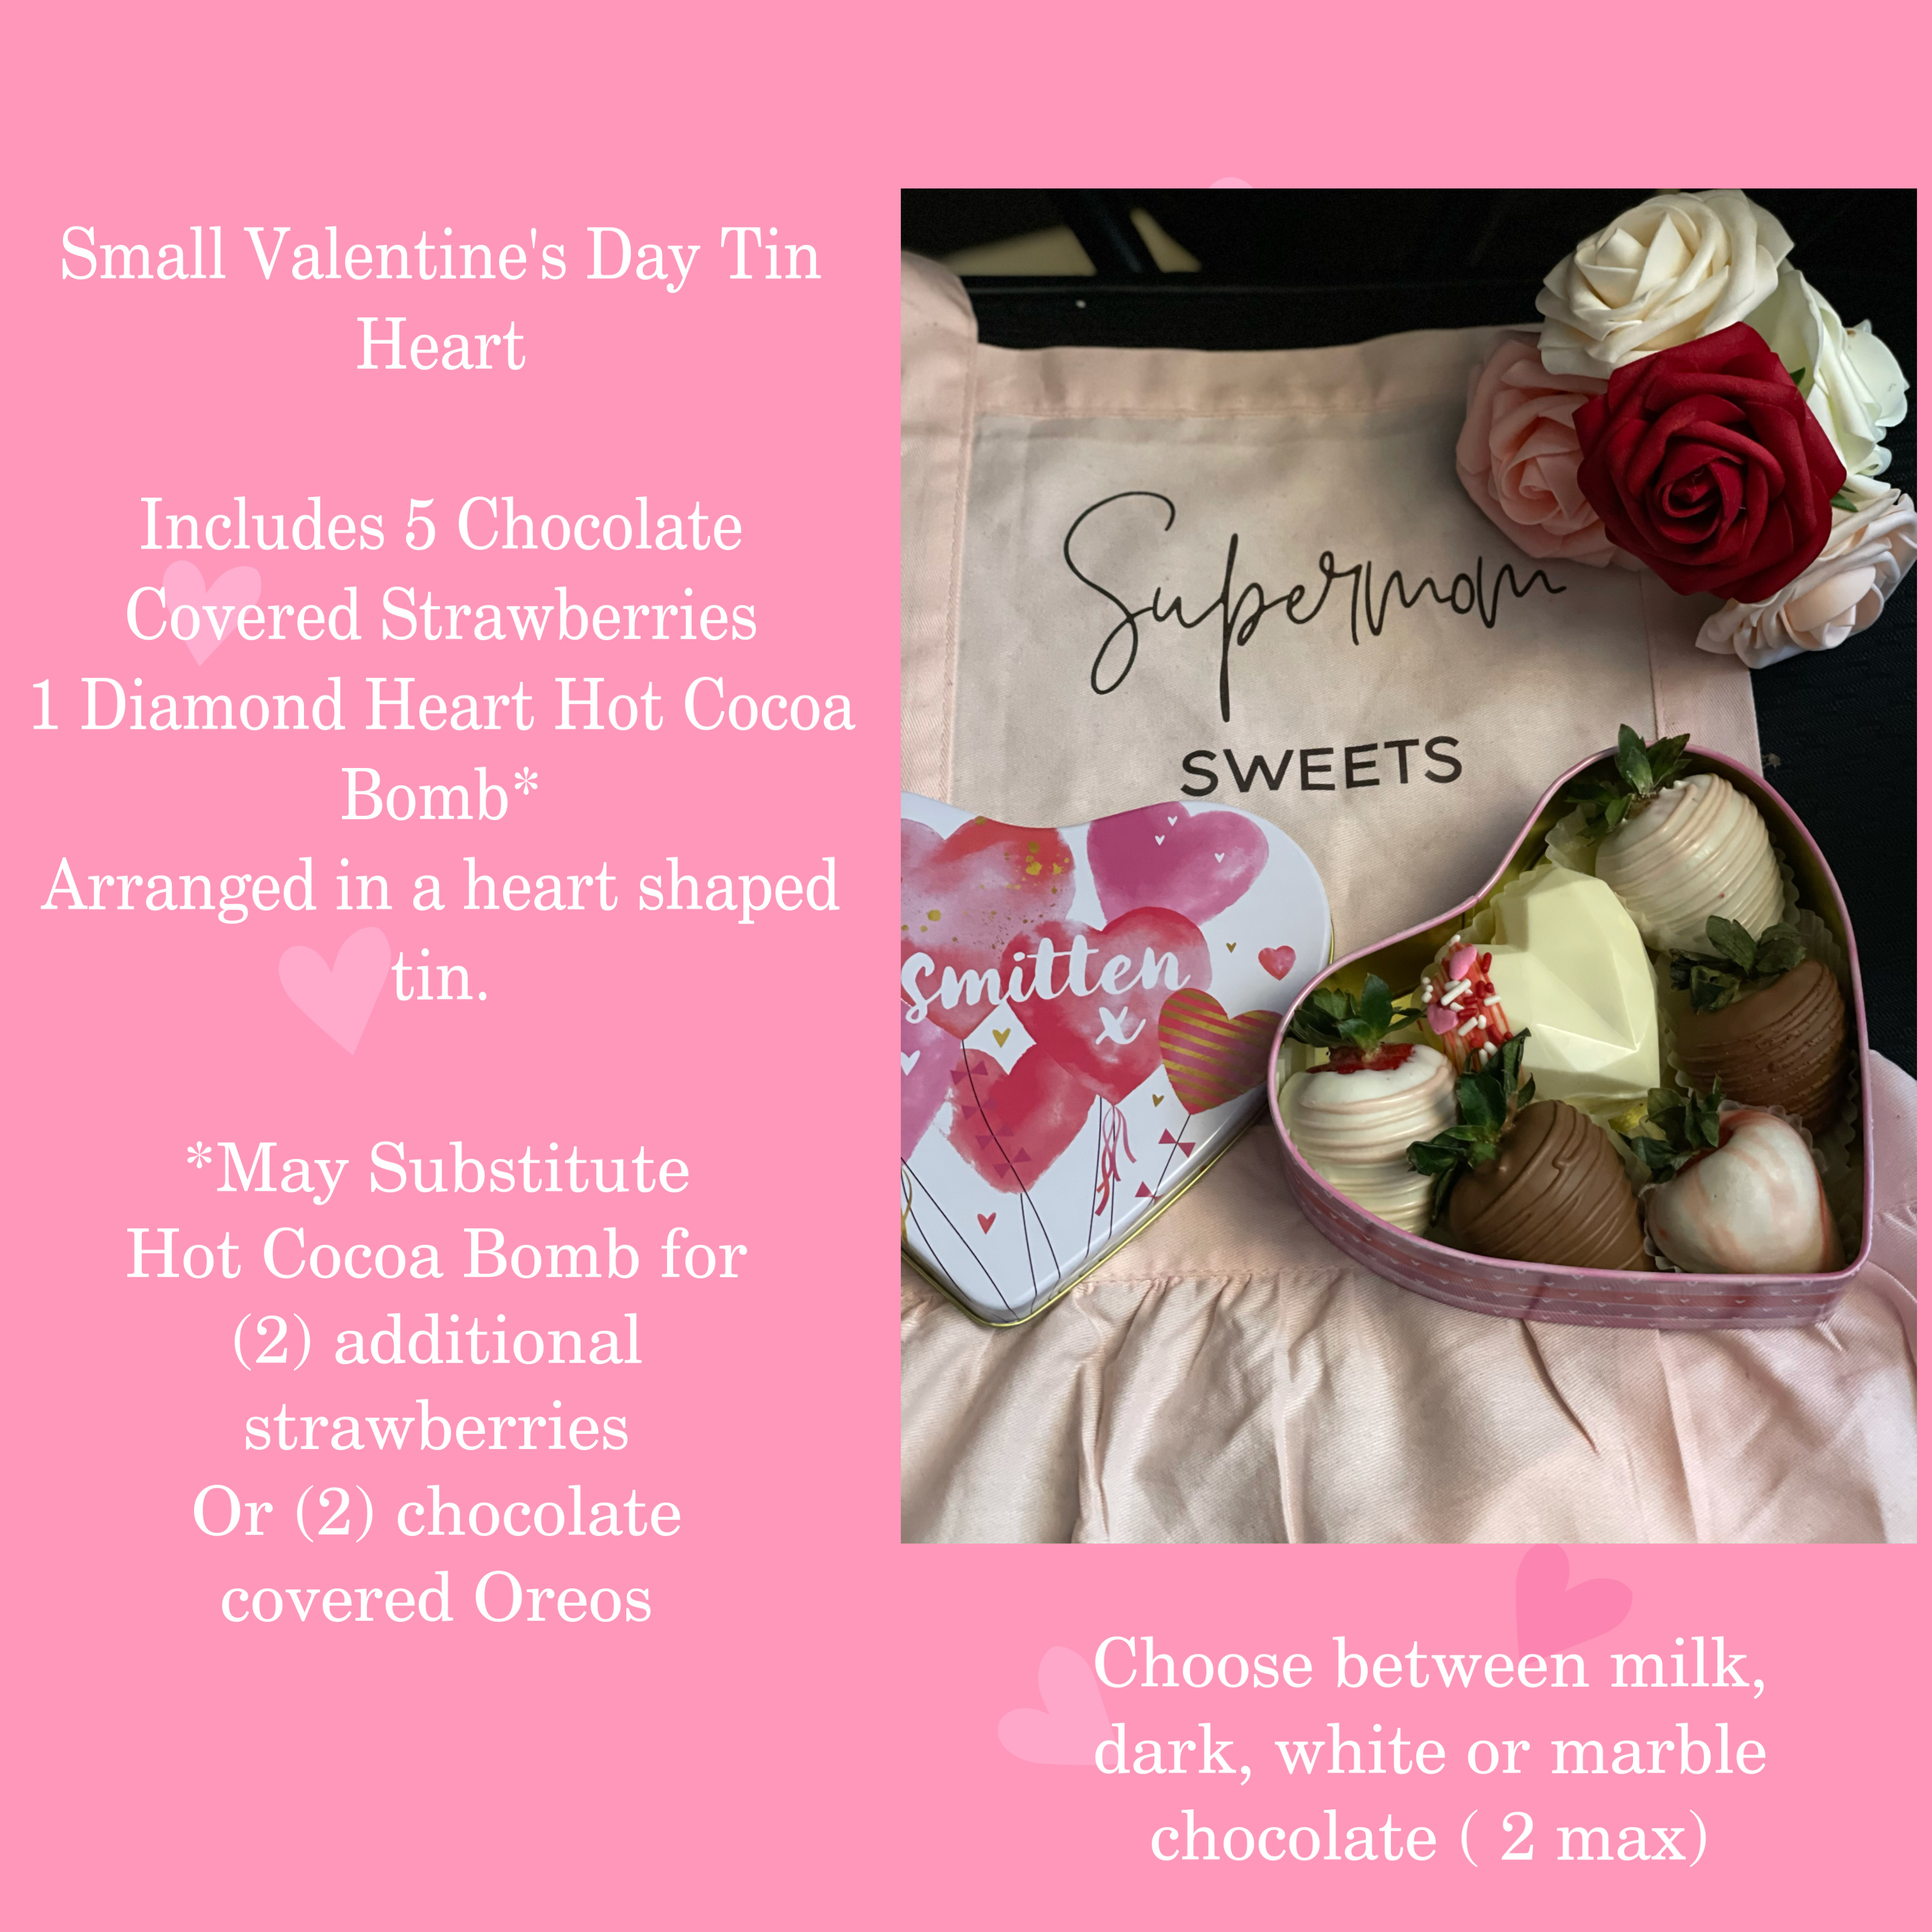 Small Valentine's Day Tin
Heart
Includes 5 Chocolate
Covered Strawberries
1 Diamond Heart Hot Cocoa
Bomb*
Arranged in a heart shaped
tin.
*May Substitute
Hot Cocoa Bomb for
(2) additional
strawberries
Or (2) chocolate
covered Oreos
Supermom
SWEETS
Smitten
x
Choose between milk,
dark, white or marble
chocolate ( 2 max)